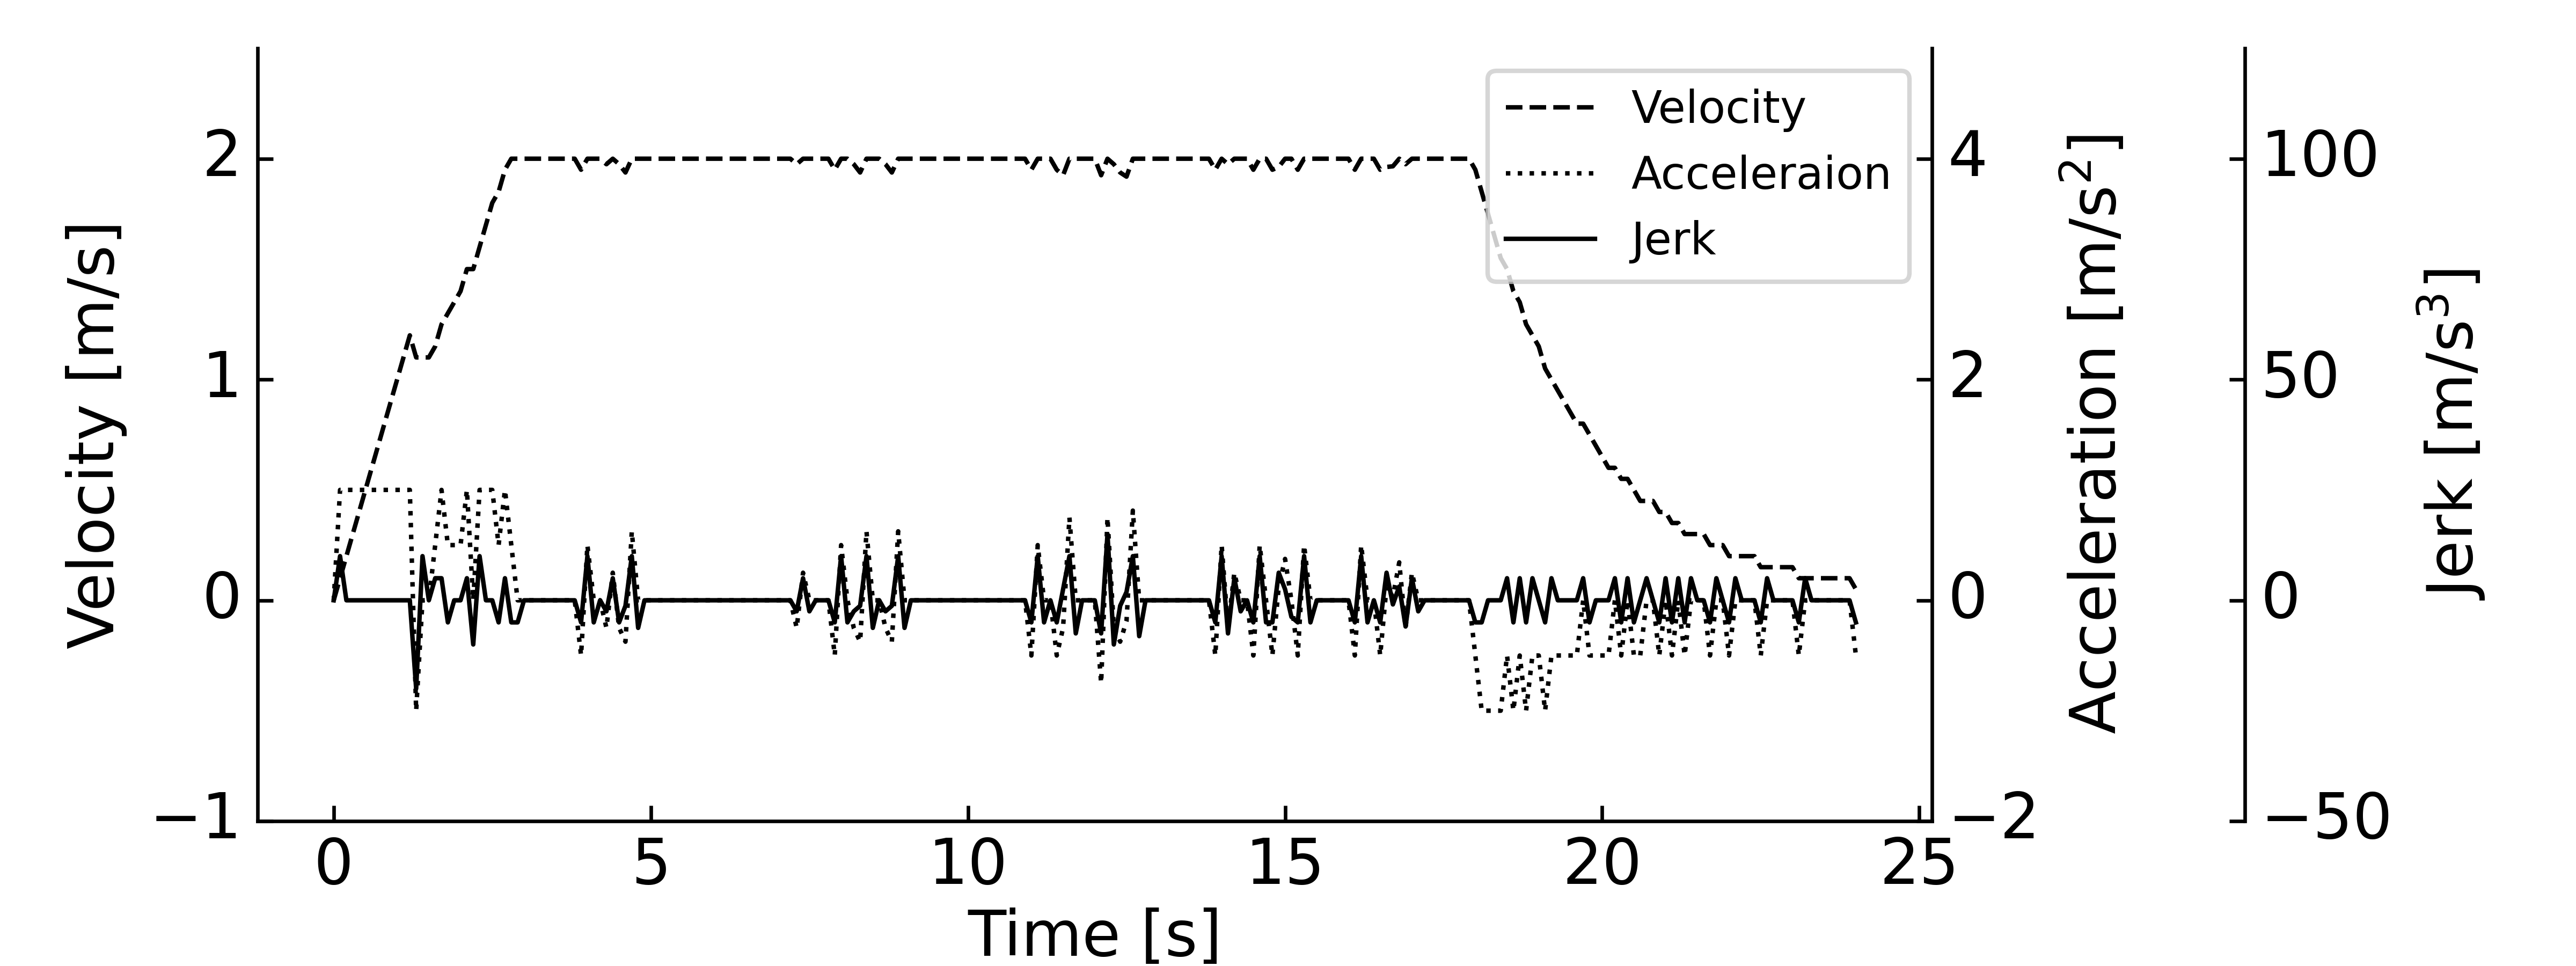 Velocity [m/s]
2
1
0
−1
Velocity
Acceleraion
Jerk
4
2
0
−2
Acceleration [m/s²]
100
50
0
−50
Jerk [m/s³]
0 5 10 15 20 25
Time [s]